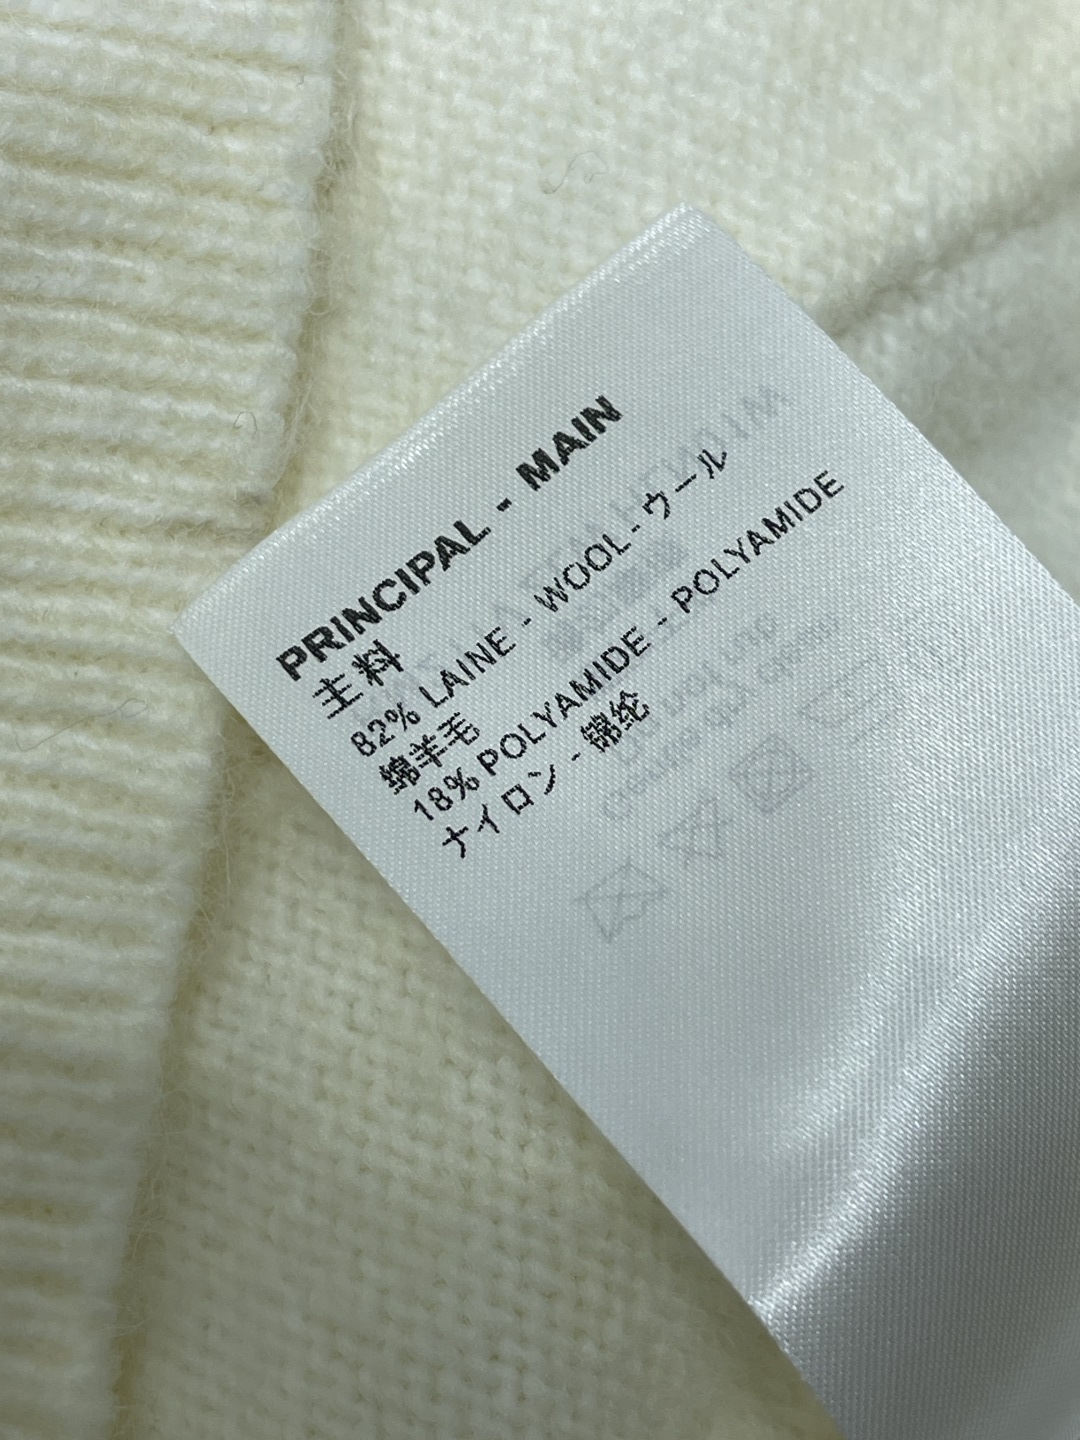 PRINCIPAL - MAIN
主料
82% LAINE - WOOL - ウール
绵羊毛
18% POLYAMIDE - POLYAMIDE
ナイロン - 锦纶